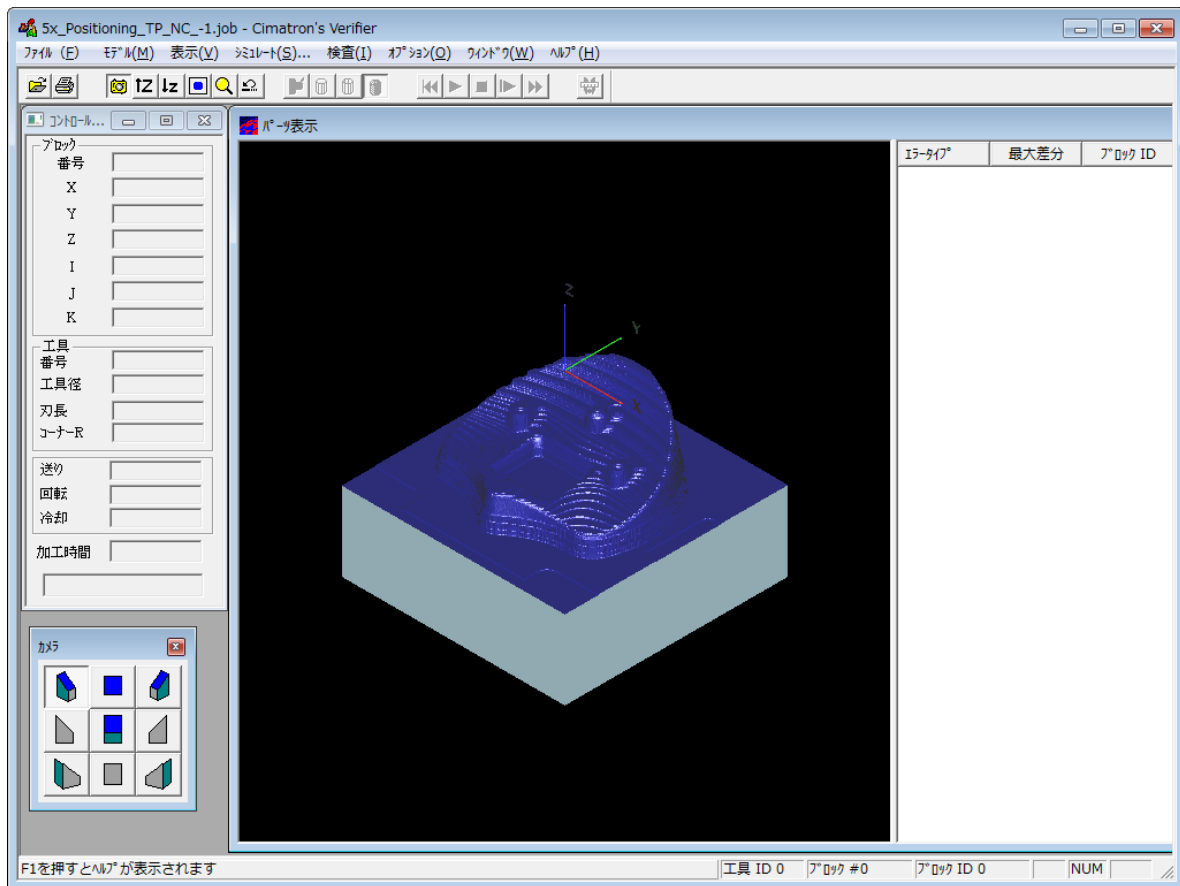 5x_Positioning_TP_NC_-1.job - Cimatron's Verifier
ﾌｧｲﾙ (F) ﾓﾃﾞﾙ(M) 表示(V) ｼﾐｭﾚｰﾄ(S)... 検査(I) ｵﾌﾟｼｮﾝ(O) ｳｨﾝﾄﾞｳ(W) ﾍﾙﾌﾟ(H)
ｺﾝﾄﾛｰﾙ...
ﾌﾞﾛｯｸ
番号
X
Y
Z
I
J
K
工具
番号
工具径
刃長
ｺｰﾅｰR
送り
回転
冷却
加工時間
ｶﾒﾗ
ﾊﾟｰﾂ表示
Z
Y
X
ｴﾗｰﾀｲﾌﾟ 最大差分 ﾌﾞﾛｯｸ ID
F1を押すとﾍﾙﾌﾟが表示されます 工具 ID 0 ﾌﾞﾛｯｸ #0 ﾌﾞﾛｯｸ ID 0 NUM